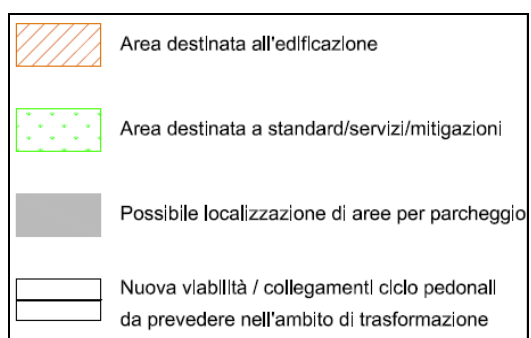 Area destinata all'edificazione
Area destinata a standard/servizi/mitigazioni
Possibile localizzazione di aree per parcheggio
Nuova viabilità / collegamenti ciclo pedonali
da prevedere nell'ambito di trasformazione